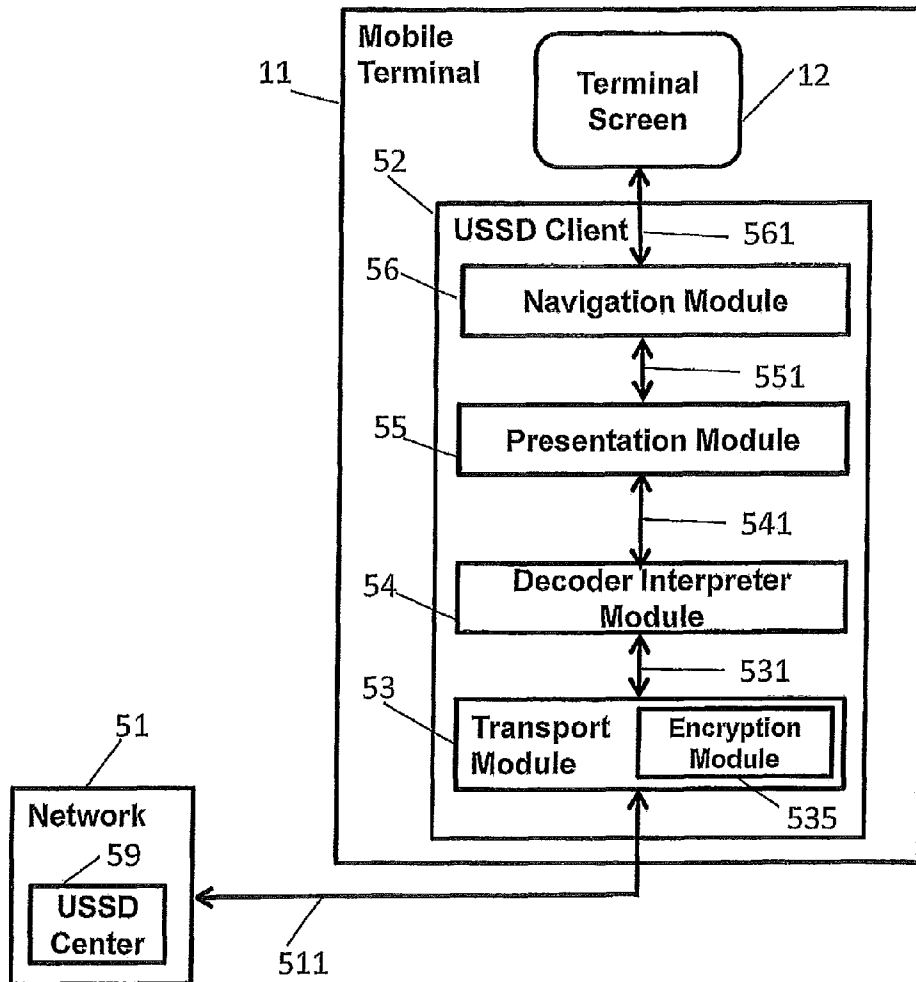 Mobile
Terminal
11
Terminal
Screen
12
52
USSD Client
561
56
Navigation Module
551
55
Presentation Module
541
54
Decoder Interpreter
Module
531
53
Transport
Module
Encryption
Module
535
51
Network
59
USSD
Center
511